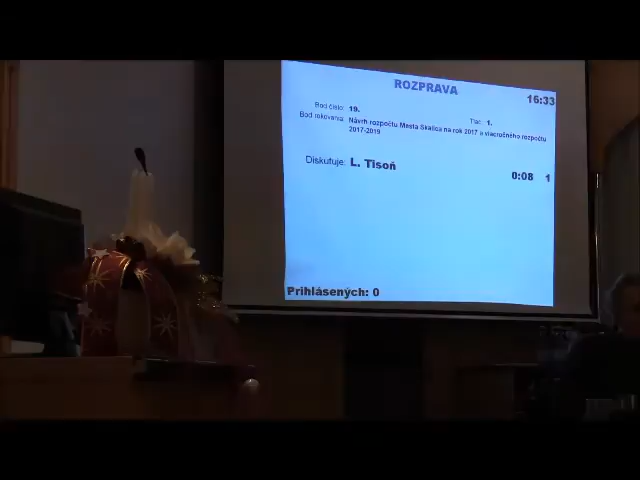 ROZPRAVA
16:33
Bod číslo: 19.
Tlač: 1.
Bod rokovania: Návrh rozpočtu Mesta Skalica na rok 2017 a viacročného rozpočtu
2017-2019
Diskutuje: L. Tisoň
0:08 1
Prihlásených: 0